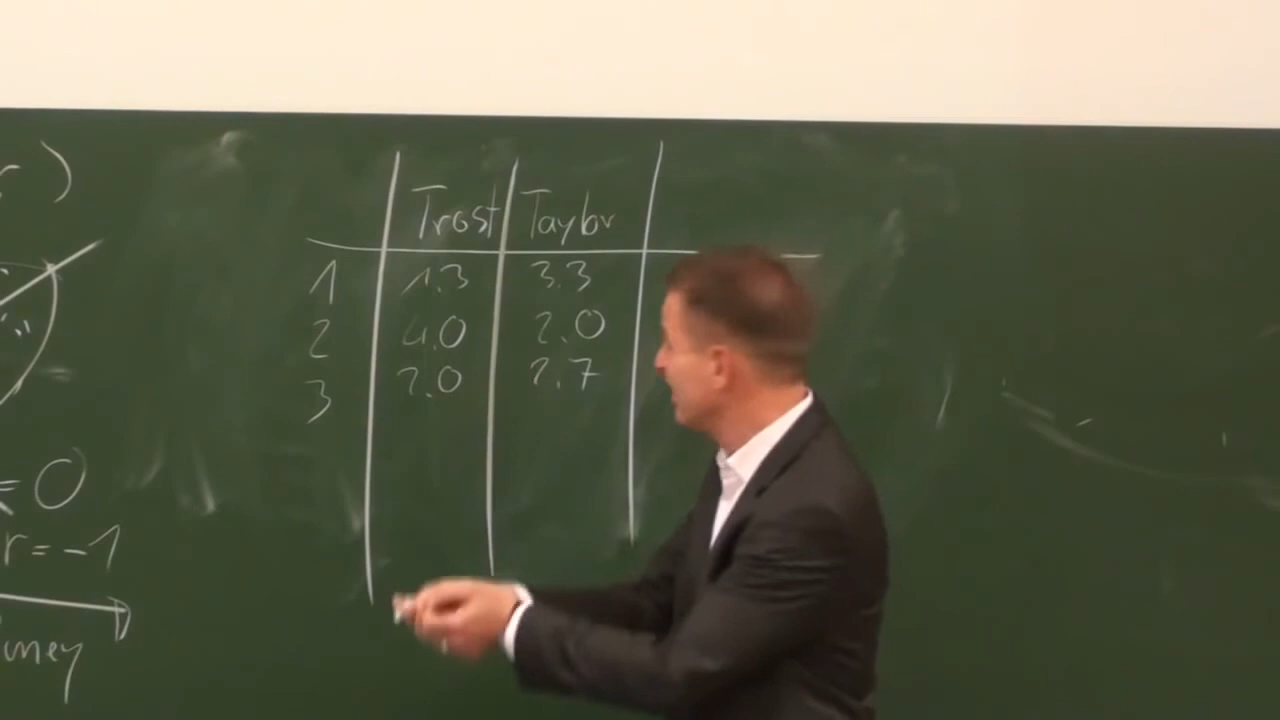 r )
Trost Taylor
1 1.3 3.3
2 4.0 2.0
3 2.0 2.7
= 0
r = -1